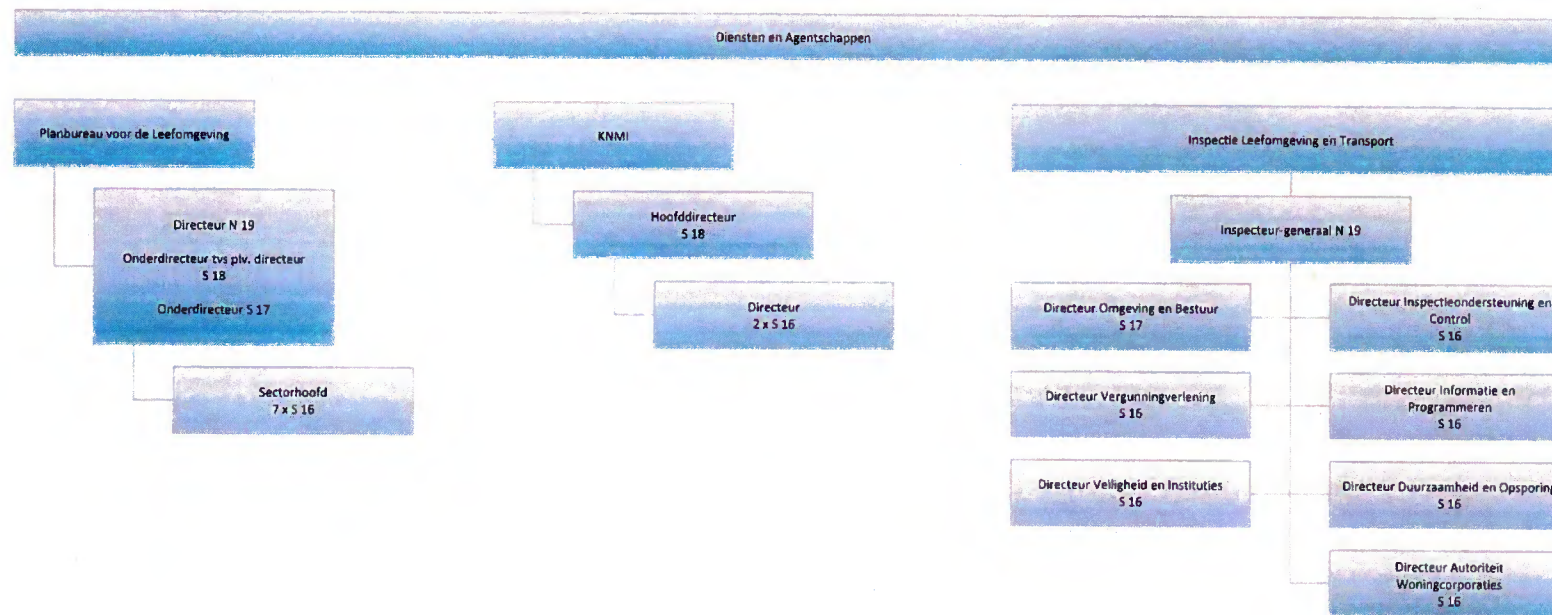 Diensten en Agentschappen
Planbureau voor de Leefomgeving
Directeur N 19
Onderdirecteur tvs plv. directeur
S 18
Onderdirecteur S 17
Sectorhoofd
7 x S 16
KNMI
Hoofddirecteur
S 18
Directeur
2 x S 16
Inspectie Leefomgeving en Transport
Inspecteur-generaal N 19
Directeur Omgeving en Bestuur
S 17
Directeur Inspectieondersteuning en
Control
S 16
Directeur Vergunningverlening
S 16
Directeur Informatie en
Programmeren
S 16
Directeur Veiligheid en Instituties
S 16
Directeur Duurzaamheid en Opsporing
S 16
Directeur Autoriteit
Woningcorporaties
S 16